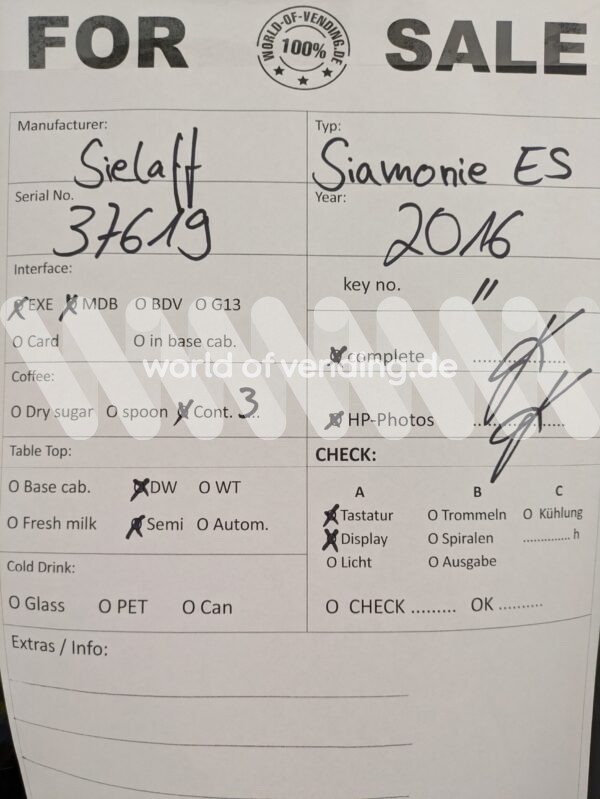 FOR SALE
WORLD-OF-VENDING.DE
100%
Manufacturer: Typ:
Sielaff Siamonie ES
Serial No. Year:
37619 2016
Interface: key no. "
EXE MDB O BDV O G13
O Card O in base cab.
complete ..................
world of vending.de
Coffee:
O Dry sugar O spoon Cont. 3
HP-Photos ..................
Table Top: CHECK:
O Base cab. DW O WT
A B C
O Fresh milk Semi O Autom.
Tastatur O Trommeln O Kühlung
Display O Spiralen .............. h
O Licht O Ausgabe
Cold Drink:
O Glass O PET O Can
O CHECK ......... OK ..........
Extras / Info: